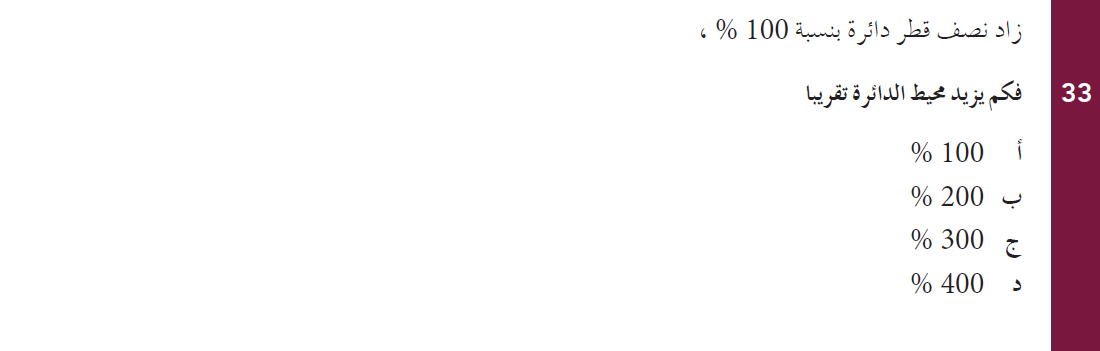 زاد نصف قطر دائرة بنسبة 100 % ،
33
فكم يزيد محيط الدائرة تقريبا
أ 100 %
ب 200 %
ج 300 %
د 400 %